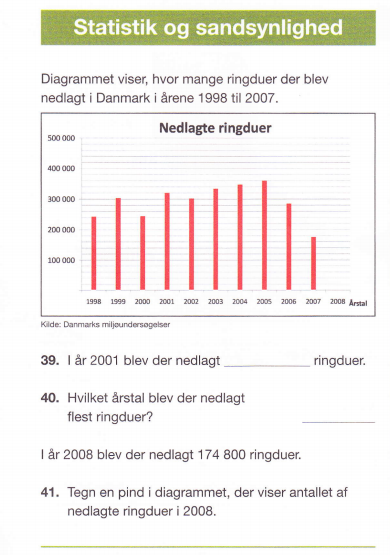 Statistik og sandsynlighed
Diagrammet viser, hvor mange ringduer der blev
nedlagt i Danmark i årene 1998 til 2007.
Nedlagte ringduer
500 000
400 000
300 000
200 000
100 000
1998 1999 2000 2001 2002 2003 2004 2005 2006 2007 2008 Årstal
Kilde: Danmarks miljøundersøgelser
39. I år 2001 blev der nedlagt ____________ ringduer.
40. Hvilket årstal blev der nedlagt
flest ringduer? ____________
I år 2008 blev der nedlagt 174 800 ringduer.
41. Tegn en pind i diagrammet, der viser antallet af
nedlagte ringduer i 2008.